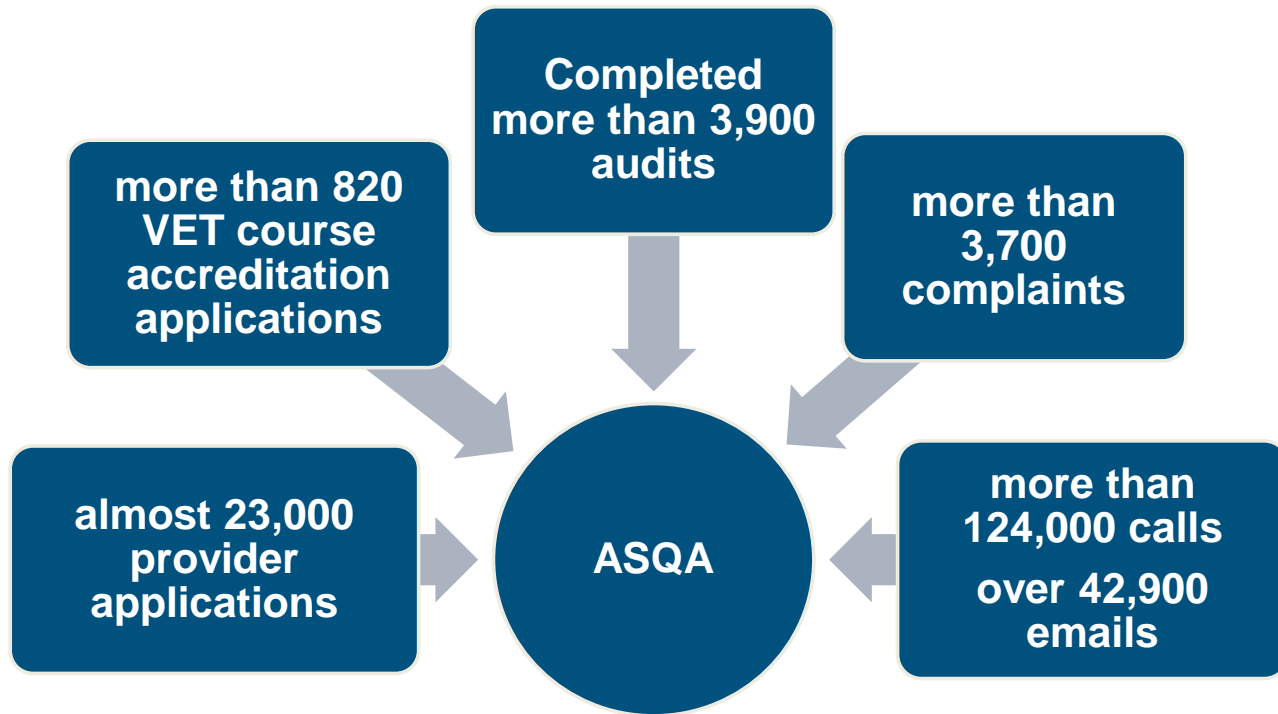 Completed
more than 3,900
audits
more than 820
VET course
accreditation
applications
more than
3,700
complaints
almost 23,000
provider
applications
ASQA
more than
124,000 calls
over 42,900
emails